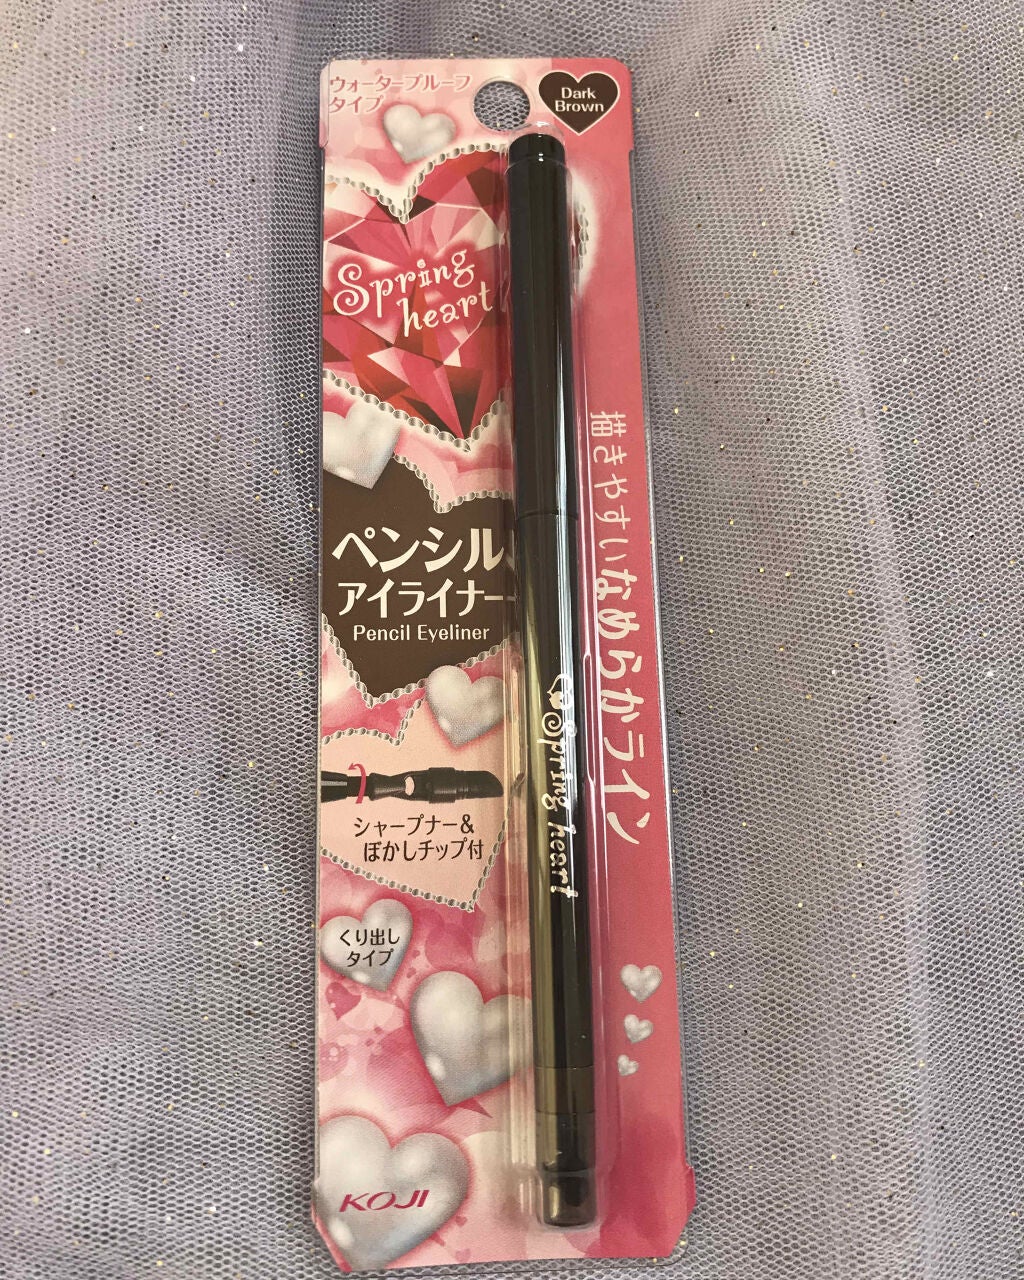 ウォータープルーフ
タイプ
Dark
Brown
Spring
heart
描きやすいなめらかライン
ペンシル
アイライナー
Pencil Eyeliner
Spring heart
シャープナー&
ぼかしチップ付
くり出し
タイプ
KOJI